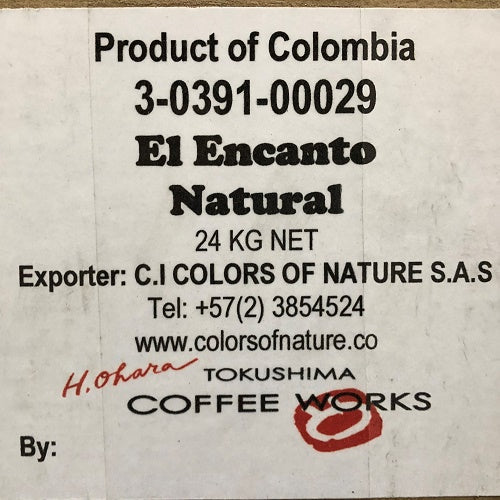 Product of Colombia
3-0391-00029
El Encanto
Natural
24 KG NET
Exporter: C.I COLORS OF NATURE S.A.S
Tel: +57(2) 3854524
www.colorsofnature.co
H.Ohara TOKUSHIMA
COFFEE WORKS
By: